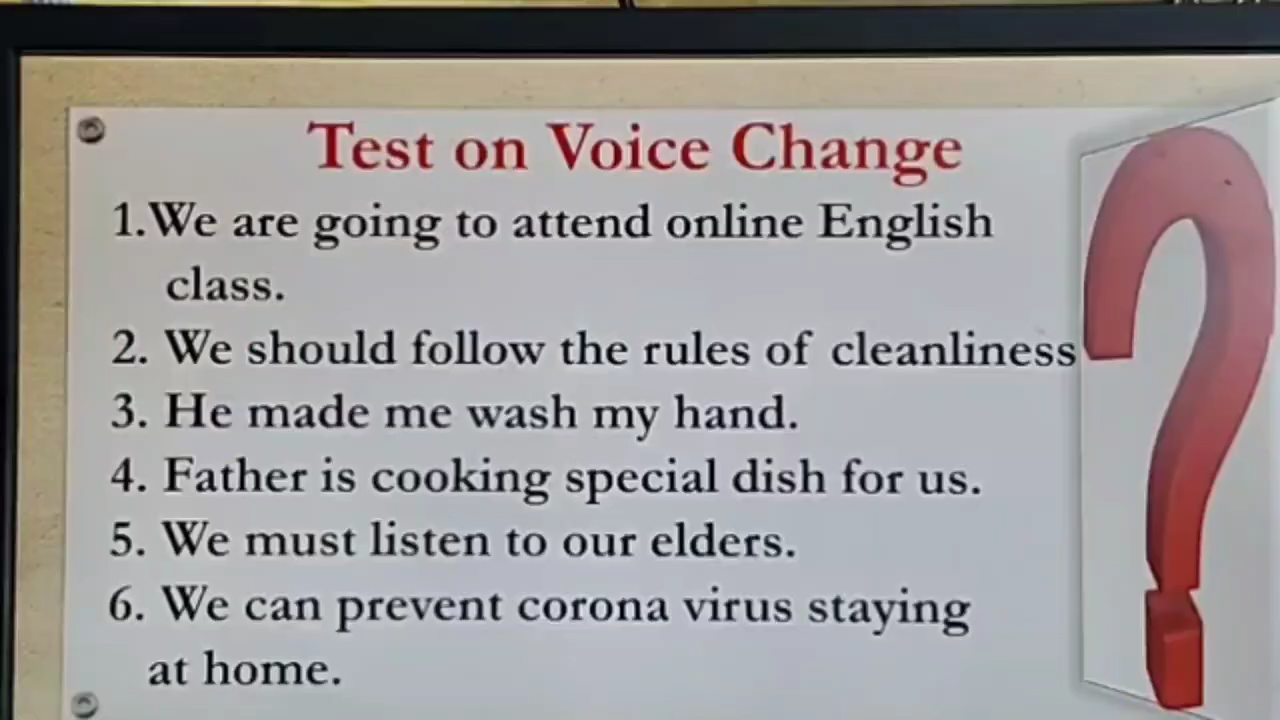 Test on Voice Change
1.We are going to attend online English
class.
2. We should follow the rules of cleanliness
3. He made me wash my hand.
4. Father is cooking special dish for us.
5. We must listen to our elders.
6. We can prevent corona virus staying
at home.